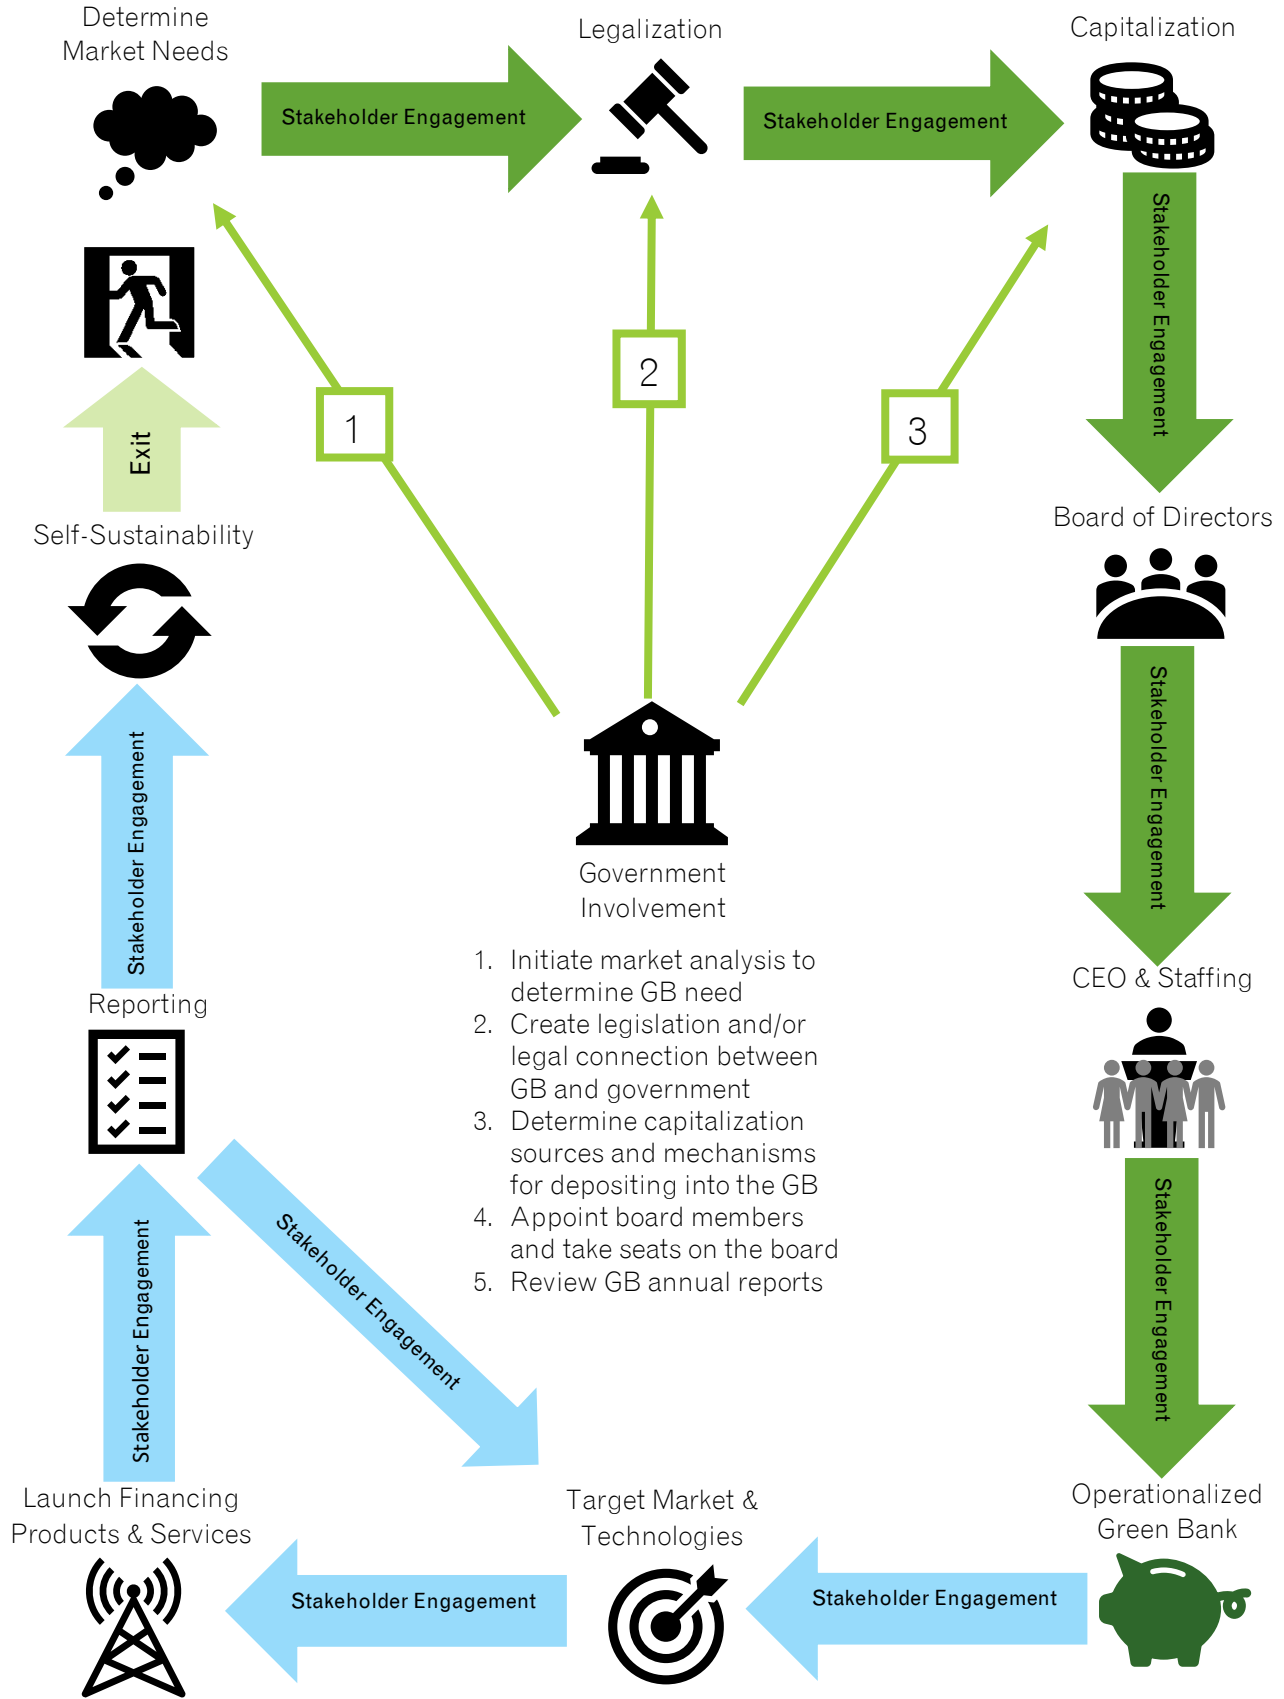 Determine
Market Needs
Legalization
Capitalization
Stakeholder Engagement
Stakeholder Engagement
Stakeholder Engagement
1
2
3
Exit
Self-Sustainability
Board of Directors
Stakeholder Engagement
Stakeholder Engagement
Government
Involvement
1. Initiate market analysis to
determine GB need
2. Create legislation and/or
legal connection between
GB and government
3. Determine capitalization
sources and mechanisms
for depositing into the GB
4. Appoint board members
and take seats on the board
5. Review GB annual reports
Reporting
CEO & Staffing
Stakeholder Engagement
Stakeholder Engagement
Stakeholder Engagement
Launch Financing
Products & Services
Target Market &
Technologies
Operationalized
Green Bank
Stakeholder Engagement
Stakeholder Engagement